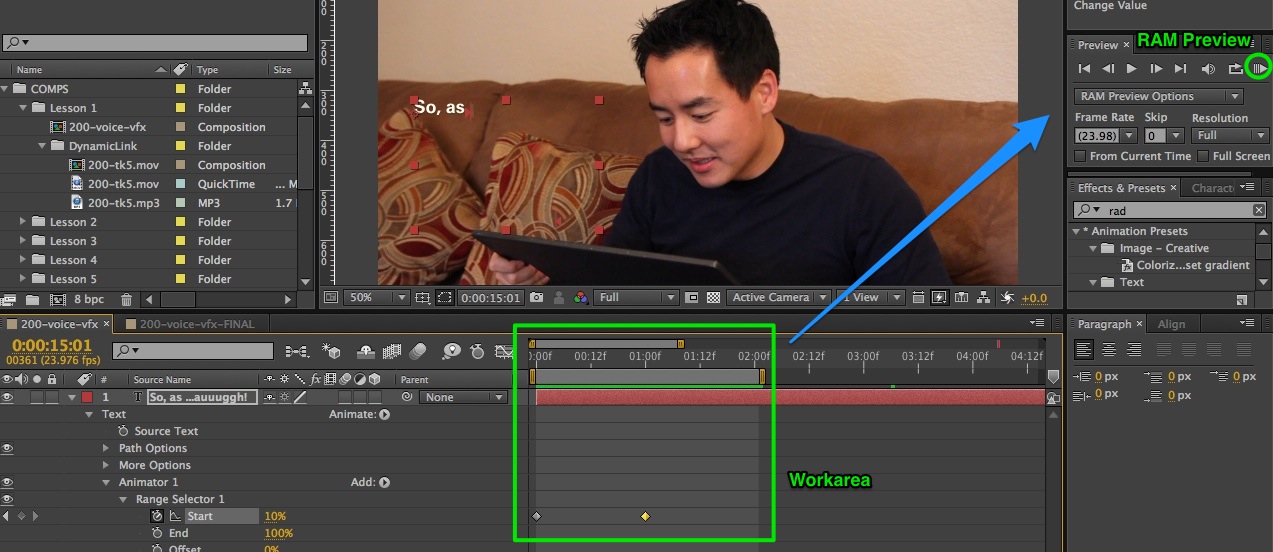 Change Value
Preview ×
RAM Preview
RAM Preview Options
Frame Rate Skip Resolution
(23.98) 0 Full
From Current Time Full Screen
Effects & Presets × Charact
rad
* Animation Presets
Image – Creative
Coloriz...set gradient
Text
Name Type Size
COMPS Folder
Lesson 1 Folder
200-voice-vfx Composition
DynamicLink Folder
200-tk5.mov Composition
200-tk5.mov QuickTime ... M
200-tk5.mp3 MP3 1.7
Lesson 2 Folder
Lesson 3 Folder
Lesson 4 Folder
Lesson 5 Folder
8 bpc
200
300
400
500
600
So, as
50% 0:00:15:01 Full Active Camera 1 View +0.0
200-voice-vfx × 200-voice-vfx-FINAL
0:00:15:01
00361 (23.976 fps)
:00f 00:12f 01:00f 01:12f 02:00f 02:12f 03:00f 03:12f 04:00f 04:12f
# Source Name fx Parent
1 T So, as ...auuuggh! None
Text Animate:
Source Text
Path Options
More Options
Animator 1 Add:
Range Selector 1
Start 10%
End 100%
Offset 0%
Workarea
Paragraph × Align
0 px 0 px 0 px
0 px 0 px